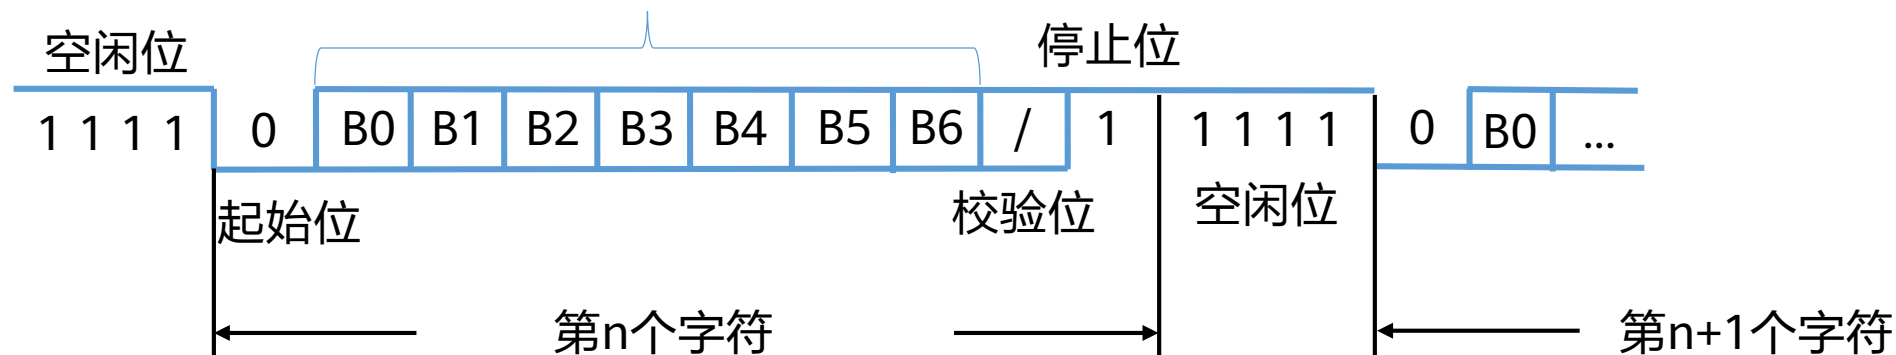 空闲位 停止位
1 1 1 1 0 B0 B1 B2 B3 B4 B5 B6 / 1 1 1 1 1 0 B0 ...
起始位 校验位 空闲位
第n个字符 第n+1个字符